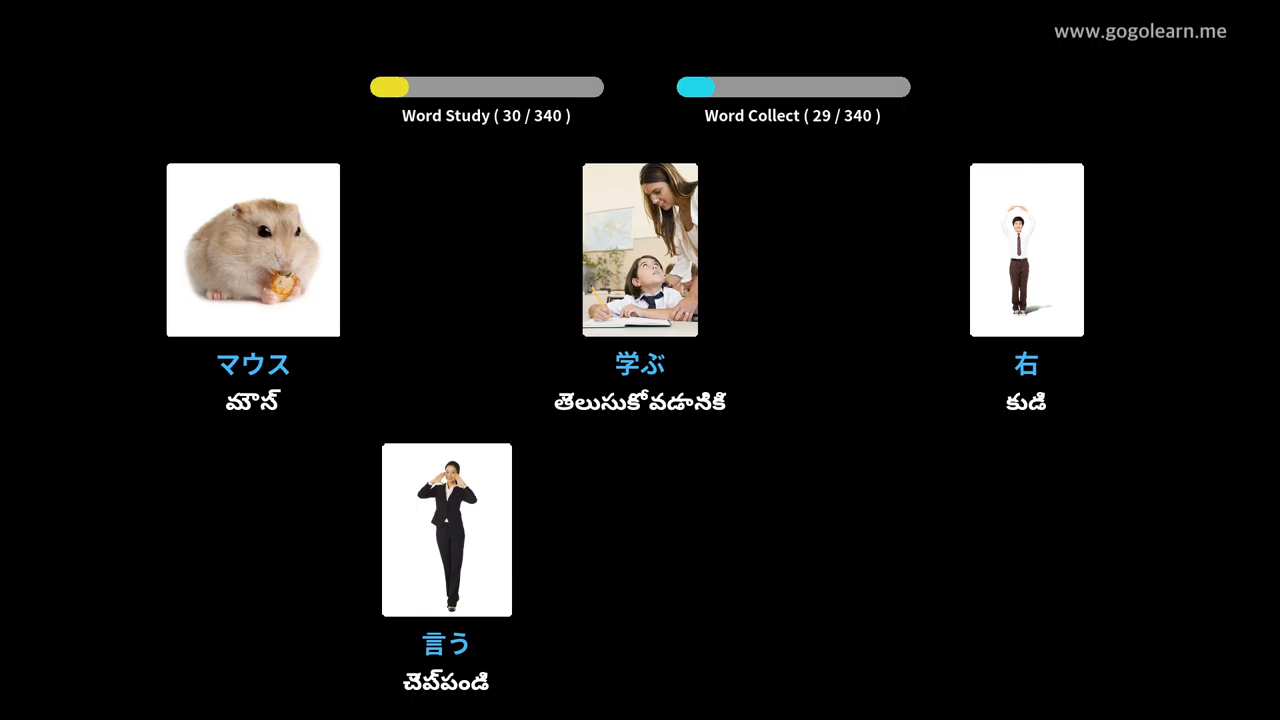 www.gogolearn.me
Word Study ( 30 / 340 )
Word Collect ( 29 / 340 )
マウス
学ぶ
右
మౌస్
తెలుసుకోవడానికి
కుడి
言う
చెప్పండి